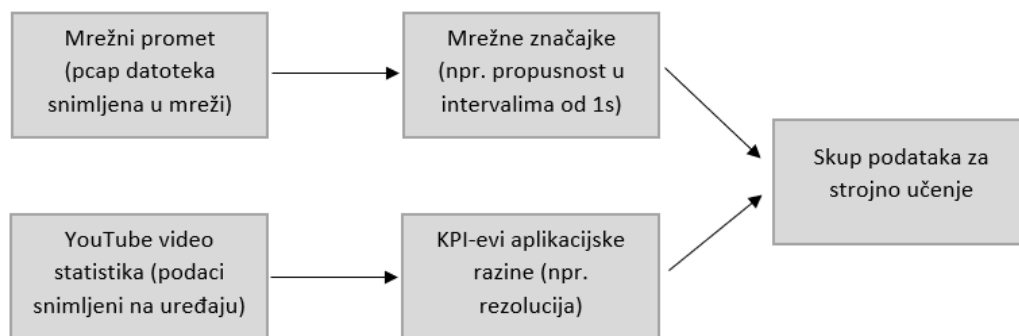 Mrežni promet
(pcap datoteka
snimljena u mreži)
Mrežne značajke
(npr. propusnost u
intervalima od 1s)
Skup podataka za
strojno učenje
YouTube video
statistika (podaci
snimljeni na uređaju)
KPI-evi aplikacijske
razine (npr.
rezolucija)